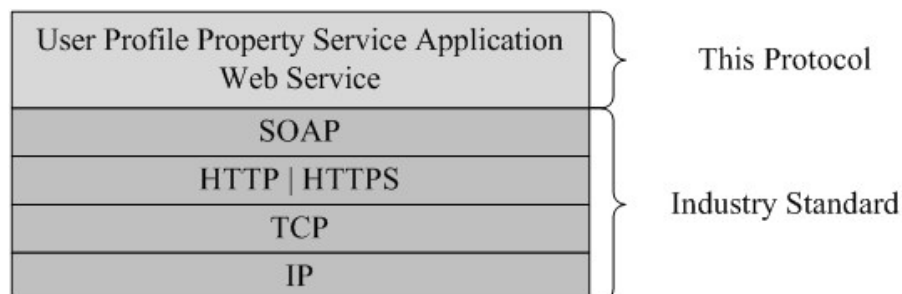 User Profile Property Service Application
Web Service
This Protocol
SOAP
HTTP | HTTPS
TCP
IP
Industry Standard